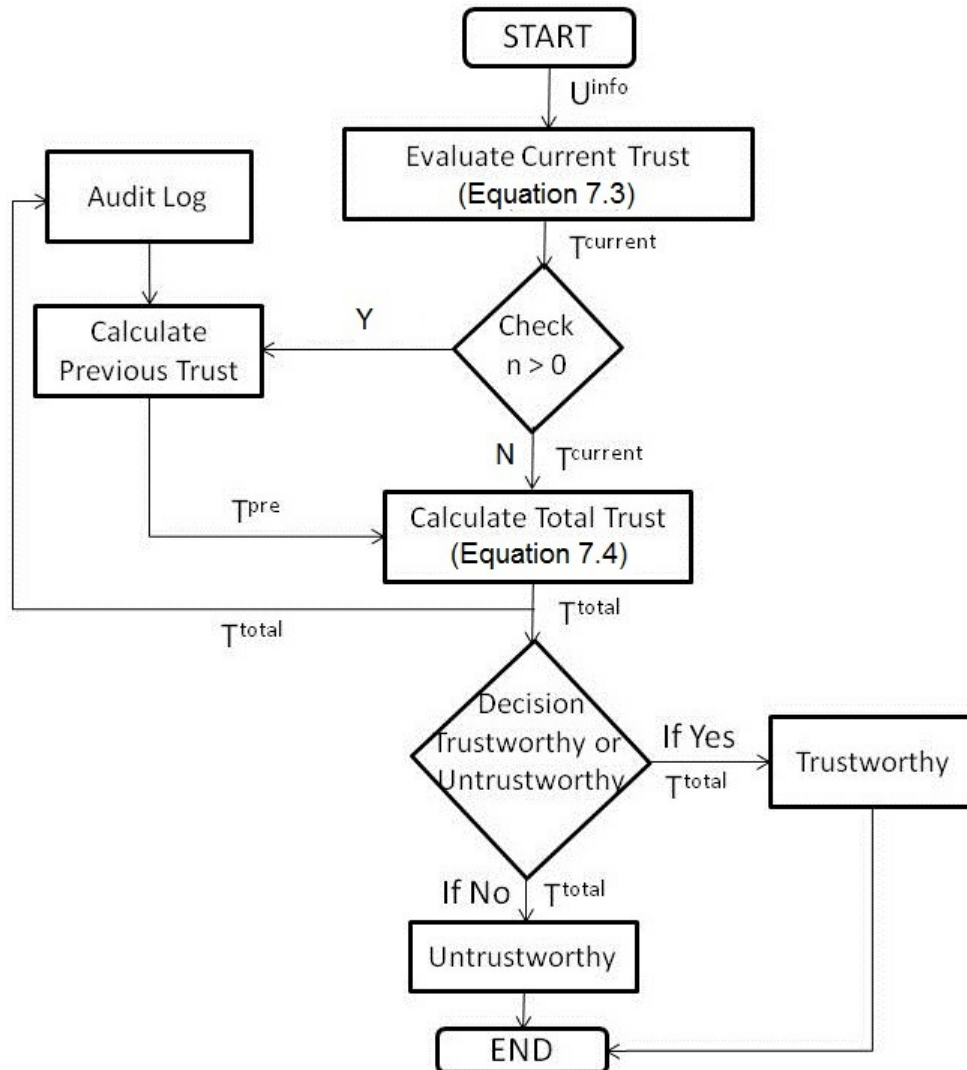 START
U^info
Evaluate Current Trust
(Equation 7.3)
Audit Log
T^current
Calculate
Previous Trust
Y
Check
n > 0
N
T^current
T^pre
Calculate Total Trust
(Equation 7.4)
T^total
T^total
Decision
Trustworthy or
Untrustworthy
If Yes
T^total
Trustworthy
If No
T^total
Untrustworthy
END